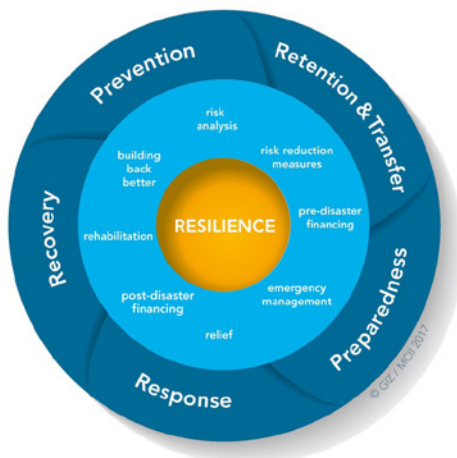 Prevention
Retention & Transfer
Preparedness
Response
Recovery
risk
analysis
risk reduction
measures
pre-disaster
financing
emergency
management
relief
post-disaster
financing
rehabilitation
building
back
better
RESILIENCE
© GIZ / MCII 2017